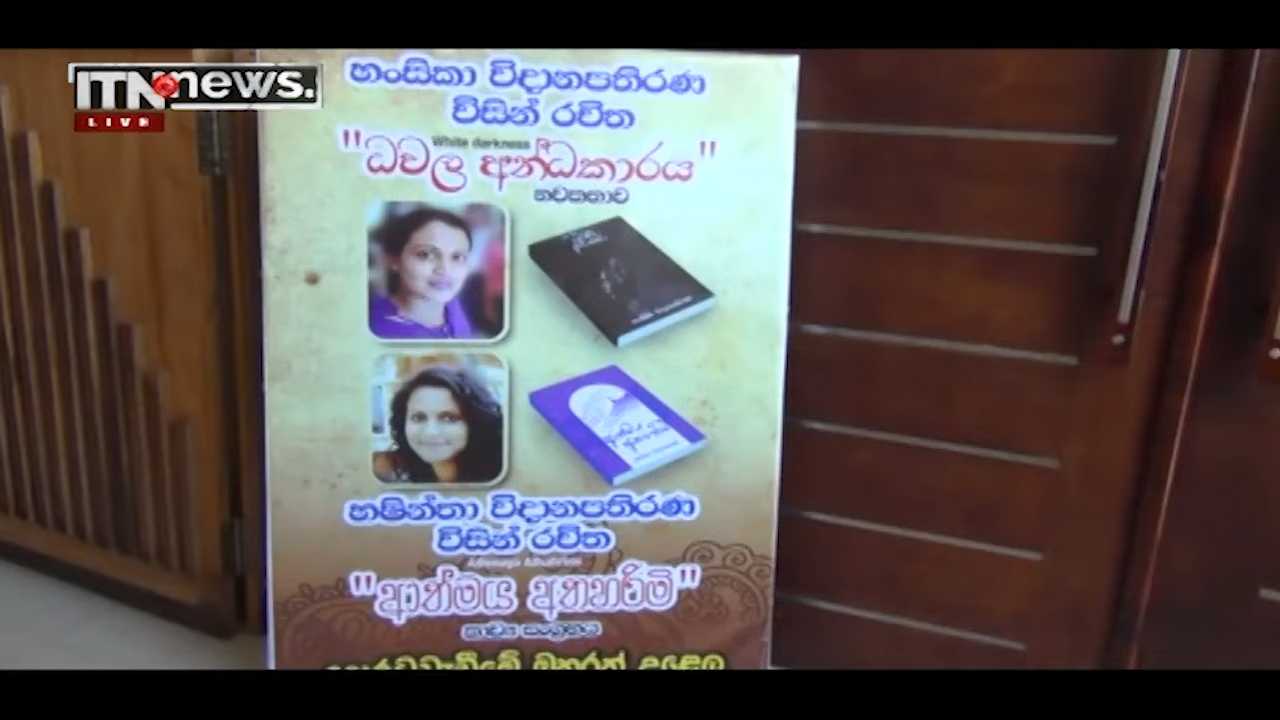 ITN news.
LIVE
හංසිකා විදානපතිරණ
විසින් රචිත
White darkness
"ධවල අන්ධකාරය"
නවකතාව
හෂින්තා විදානපතිරණ
විසින් රචිත
"ආත්මය අතහරිමි"
කාව්‍ය සංග්‍රහය